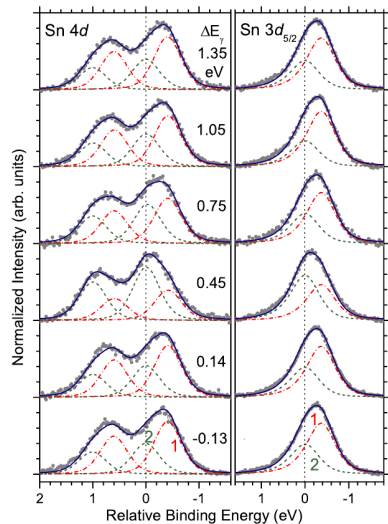 Sn 4d
ΔEγ
Sn 3d5/2
1.35
eV
1.05
0.75
0.45
0.14
-0.13
2
1
1
2
2 1 0 -1
1 0 -1
Normalized Intensity (arb. units)
Relative Binding Energy (eV)